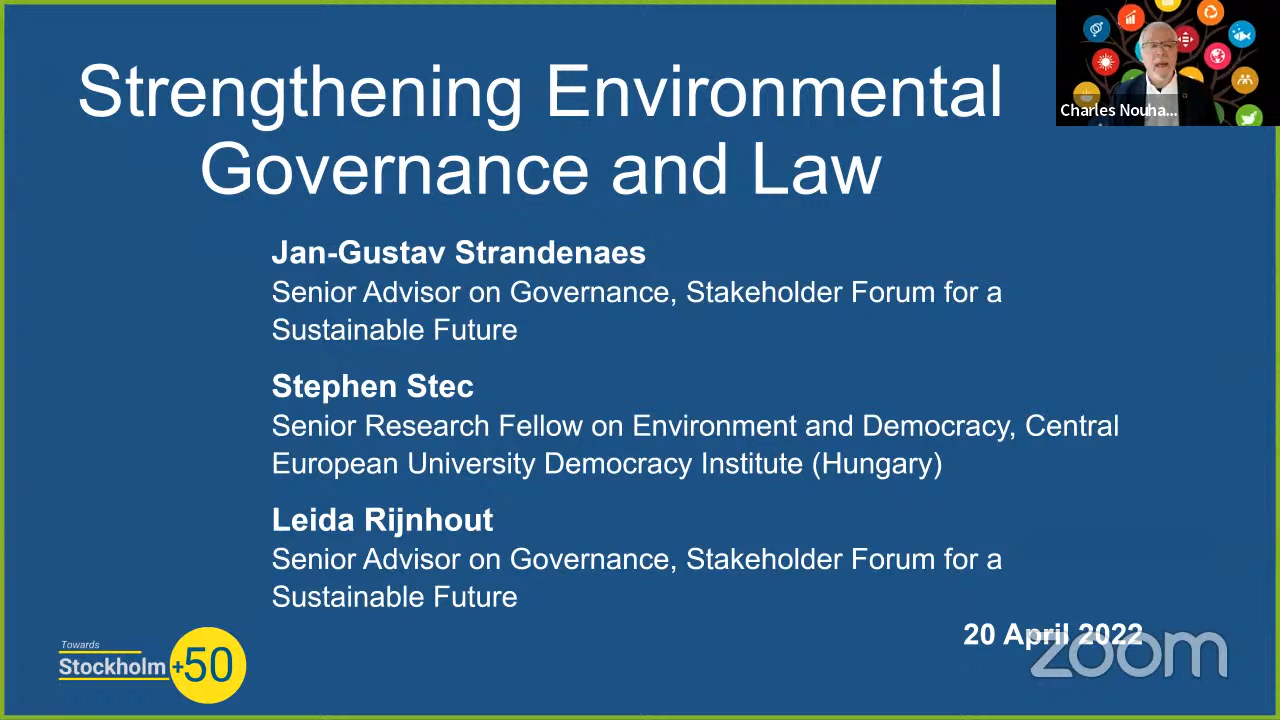 Strengthening Environmental
Governance and Law
Charles Nouha...
Jan-Gustav Strandenaes
Senior Advisor on Governance, Stakeholder Forum for a
Sustainable Future
Stephen Stec
Senior Research Fellow on Environment and Democracy, Central
European University Democracy Institute (Hungary)
Leida Rijnhout
Senior Advisor on Governance, Stakeholder Forum for a
Sustainable Future
20 April 2022
zoom
Towards
Stockholm+50